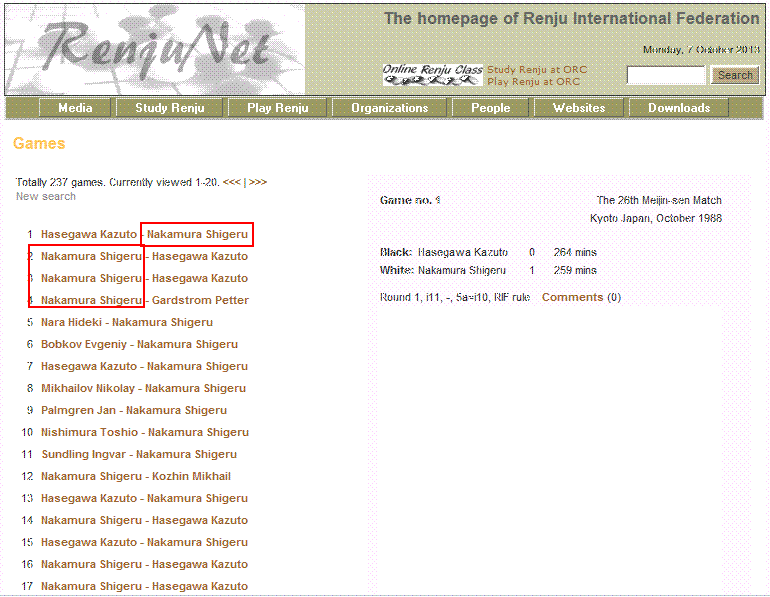 RenjuNet
The homepage of Renju International Federation
Monday, 7 October 2013
Online Renju Class
Study Renju at ORC
Play Renju at ORC
Search
Media
Study Renju
Play Renju
Organizations
People
Websites
Downloads
Games
Totally 237 games. Currently viewed 1-20. <<< | >>>
New search
1 Hasegawa Kazuto - Nakamura Shigeru
2 Nakamura Shigeru - Hasegawa Kazuto
3 Nakamura Shigeru - Hasegawa Kazuto
4 Nakamura Shigeru - Gardstrom Petter
5 Nara Hideki - Nakamura Shigeru
6 Bobkov Evgeniy - Nakamura Shigeru
7 Hasegawa Kazuto - Nakamura Shigeru
8 Mikhailov Nikolay - Nakamura Shigeru
9 Palmgren Jan - Nakamura Shigeru
10 Nishimura Toshio - Nakamura Shigeru
11 Sundling Ingvar - Nakamura Shigeru
12 Nakamura Shigeru - Kozhin Mikhail
13 Hasegawa Kazuto - Nakamura Shigeru
14 Nakamura Shigeru - Hasegawa Kazuto
15 Hasegawa Kazuto - Nakamura Shigeru
16 Nakamura Shigeru - Hasegawa Kazuto
17 Nakamura Shigeru - Hasegawa Kazuto
Game no. 1
The 26th Meijin-sen Match
Kyoto Japan, October 1988
Black: Hasegawa Kazuto 0 264 mins
White: Nakamura Shigeru 1 259 mins
Round 1, i11, -, 5a=i10, RIF rule Comments (0)